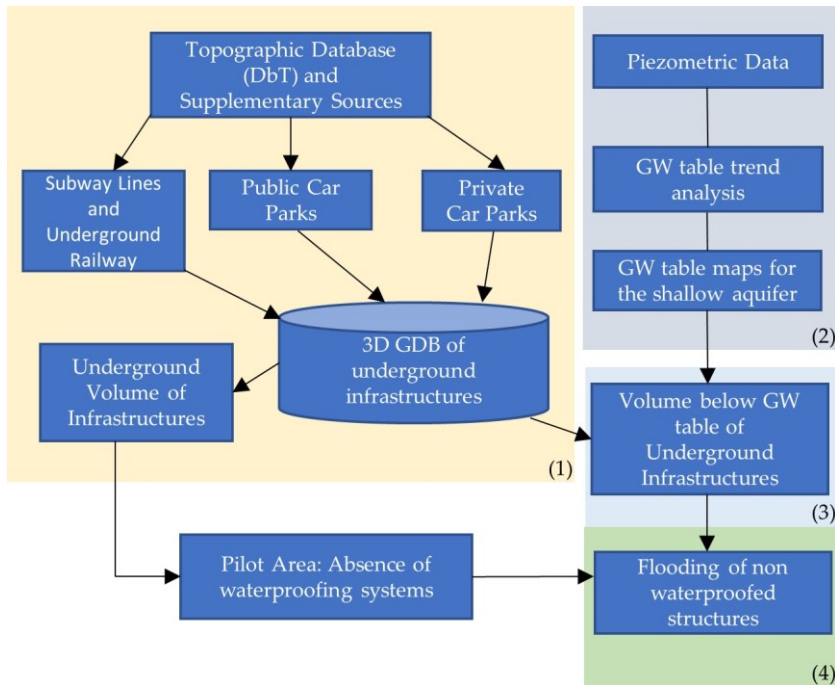 Topographic Database
(DbT) and
Supplementary Sources
Subway Lines
and
Underground
Railway
Public Car
Parks
Private
Car Parks
3D GDB of
underground
infrastructures
Underground
Volume of
Infrastructures
(1)
Piezometric Data
GW table trend
analysis
GW table maps for
the shallow aquifer
(2)
Volume below GW
table of
Underground
Infrastructures
(3)
Pilot Area: Absence of
waterproofing systems
Flooding of non
waterproofed
structures
(4)